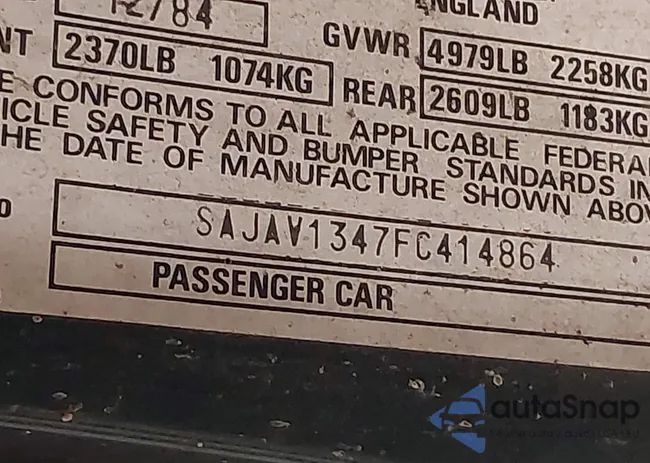 12/84
ENGLAND
GVWR 4979LB 2258KG
NT 2370LB 1074KG
REAR 2609LB 1183KG
E CONFORMS TO ALL APPLICABLE FEDERA
ICLE SAFETY AND BUMPER STANDARDS IN
HE DATE OF MANUFACTURE SHOWN ABOV
O SAJAV1347FC414864
PASSENGER CAR
autaSnap